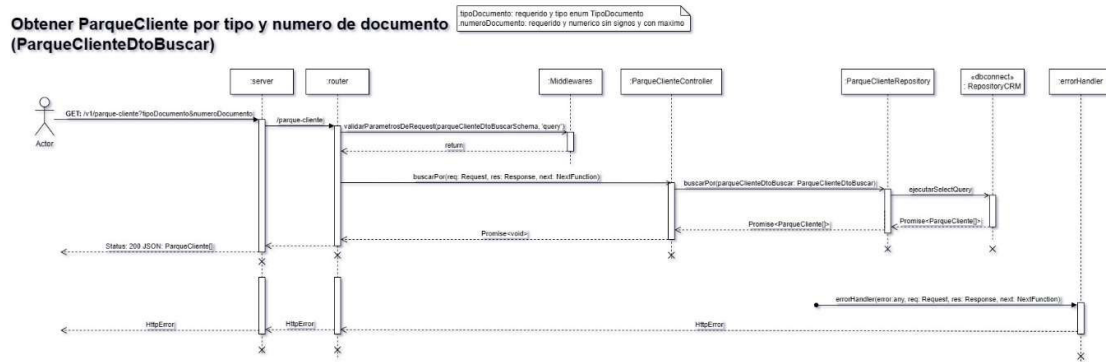 Obtener ParqueCliente por tipo y numero de documento
(ParqueClienteDtoBuscar)
tipoDocumento: requerido y tipo enum TipoDocumento
numeroDocumento: requerido y numerico sin signos y con maximo
:server
:router
:Middlewares
:ParqueClienteController
:ParqueClienteRepository
«dbconnect»
: RepositoryCRM
:errorHandler
Actor
GET: /v1/parque-cliente?tipoDocumento&numeroDocumento
/parque-cliente
validarParametrosDeRequest(parqueClienteDtoBuscarSchema, 'query')
return
buscarPor(req: Request, res: Response, next: NextFunction)
buscarPor(parqueClienteDtoBuscar: ParqueClienteDtoBuscar)
ejecutarSelectQuery
Promise<ParqueCliente[]>
Promise<ParqueCliente[]>
Promise<void>
Status: 200 JSON: ParqueCliente[]
errorHandler(error:any, req: Request, res: Response, next: NextFunction)
HttpError
HttpError
HttpError